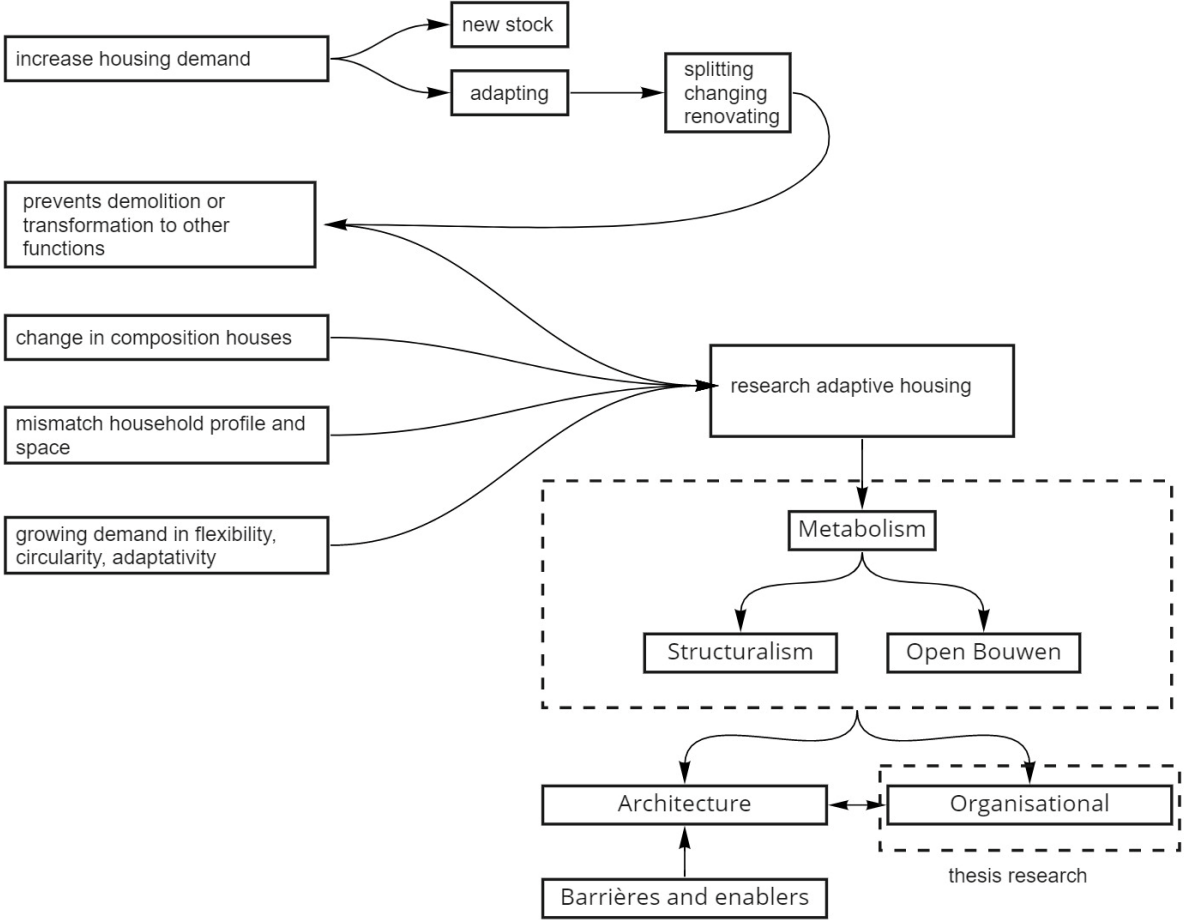 new stock
increase housing demand
adapting
splitting
changing
renovating
prevents demolition or
transformation to other
functions
change in composition houses
research adaptive housing
mismatch household profile and
space
growing demand in flexibility,
circularity, adaptativity
Metabolism
Structuralism
Open Bouwen
Architecture
Organisational
thesis research
Barrières and enablers